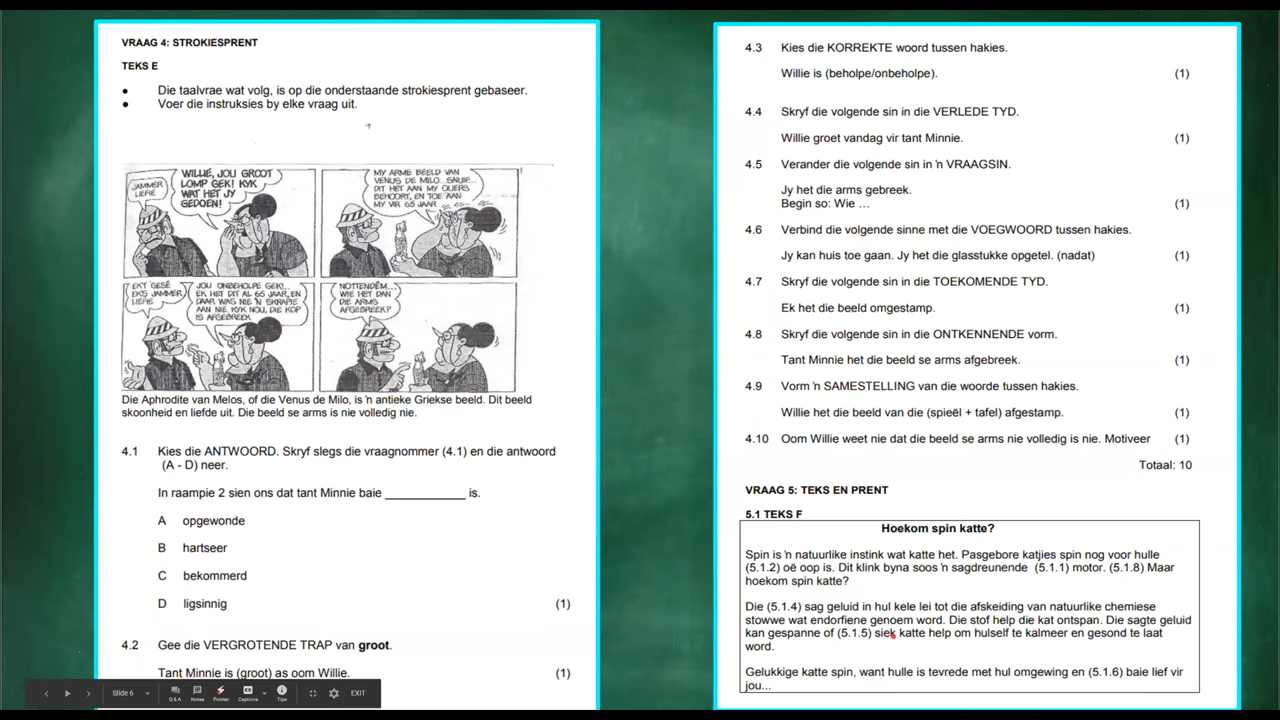 VRAAG 4: STROKIESPRENT
TEKS E
● Die taalvrae wat volg, is op die onderstaande strokiesprent gebaseer.
● Voer die instruksies by elke vraag uit.
JAMMER
LIEFIE
WILLIE, JOU GROOT
LOMP GEK! KYK
WAT HET JY
GEDOEN!
MY ARME BEELD VAN
VENUS DE MILO...SNUIF...
DIT HET AAN MY OUERS
BEHOORT, EN TOE AAN
MY VIR 65 JAAR
EK'T GESÊ
EK'S JAMMER,
LIEFIE
JOU ONBEHOLPE GEK!...
EK HET DIT AL 65 JAAR, EN
DAAR WAS NIE 'N SKRAPIE
AAN NIE. KYK NOU, DIE KOP
IS AFGEBREEK
NOTTENDÊM...
WIE HET DAN
DIE ARMS
AFGEBREEK?
Die Aphrodite van Melos, of die Venus de Milo, is 'n antieke Griekse beeld. Dit beeld
skoonheid en liefde uit. Die beeld se arms is nie volledig nie.
4.1 Kies die ANTWOORD. Skryf slegs die vraagnommer (4.1) en die antwoord
(A - D) neer.
In raampie 2 sien ons dat tant Minnie baie ____________ is.
A opgewonde
B hartseer
C bekommerd
D ligsinnig (1)
4.2 Gee die VERGROTENDE TRAP van groot.
Tant Minnie is (groot) as oom Willie. (1)
Slide 6
Q & A
Notes
Pointer
Captions
Tips
EXIT
4.3 Kies die KORREKTE woord tussen hakies.
Willie is (beholpe/onbeholpe). (1)
4.4 Skryf die volgende sin in die VERLEDE TYD.
Willie groet vandag vir tant Minnie. (1)
4.5 Verander die volgende sin in 'n VRAAGSIN.
Jy het die arms gebreek.
Begin so: Wie … (1)
4.6 Verbind die volgende sinne met die VOEGWOORD tussen hakies.
Jy kan huis toe gaan. Jy het die glasstukke opgetel. (nadat) (1)
4.7 Skryf die volgende sin in die TOEKOMENDE TYD.
Ek het die beeld omgestamp. (1)
4.8 Skryf die volgende sin in die ONTKENNENDE vorm.
Tant Minnie het die beeld se arms afgebreek. (1)
4.9 Vorm 'n SAMESTELLING van die woorde tussen hakies.
Willie het die beeld van die (spieël + tafel) afgestamp. (1)
4.10 Oom Willie weet nie dat die beeld se arms nie volledig is nie. Motiveer (1)
Totaal: 10
VRAAG 5: TEKS EN PRENT
5.1 TEKS F
Hoekom spin katte?
Spin is 'n natuurlike instink wat katte het. Pasgebore katjies spin nog voor hulle
(5.1.2) oë oop is. Dit klink byna soos 'n sagdreunende (5.1.1) motor. (5.1.8) Maar
hoekom spin katte?
Die (5.1.4) sag geluid in hul kele lei tot die afskeiding van natuurlike chemiese
stowwe wat endorfiene genoem word. Die stof help die kat ontspan. Die sagte geluid
kan gespanne of (5.1.5) siek katte help om hulself te kalmeer en gesond te laat
word.
Gelukkige katte spin, want hulle is tevrede met hul omgewing en (5.1.6) baie lief vir
jou...